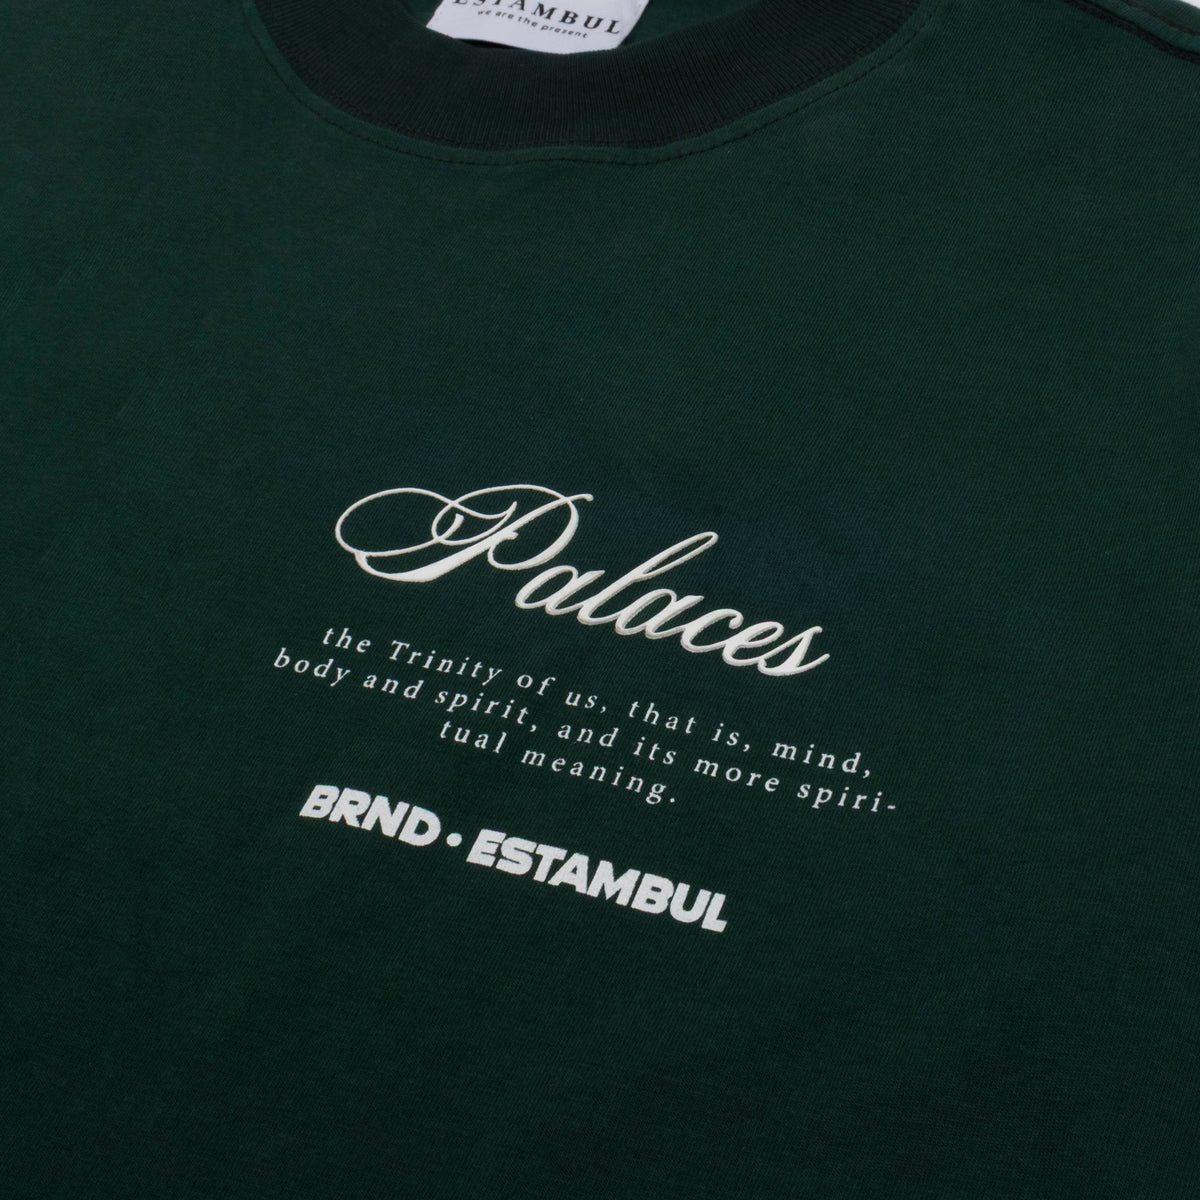 ESTAMBUL
we are the present
Palaces
the Trinity of us, that is, mind,
body and spirit, and its more spiri-
tual meaning.
BRND • ESTAMBUL